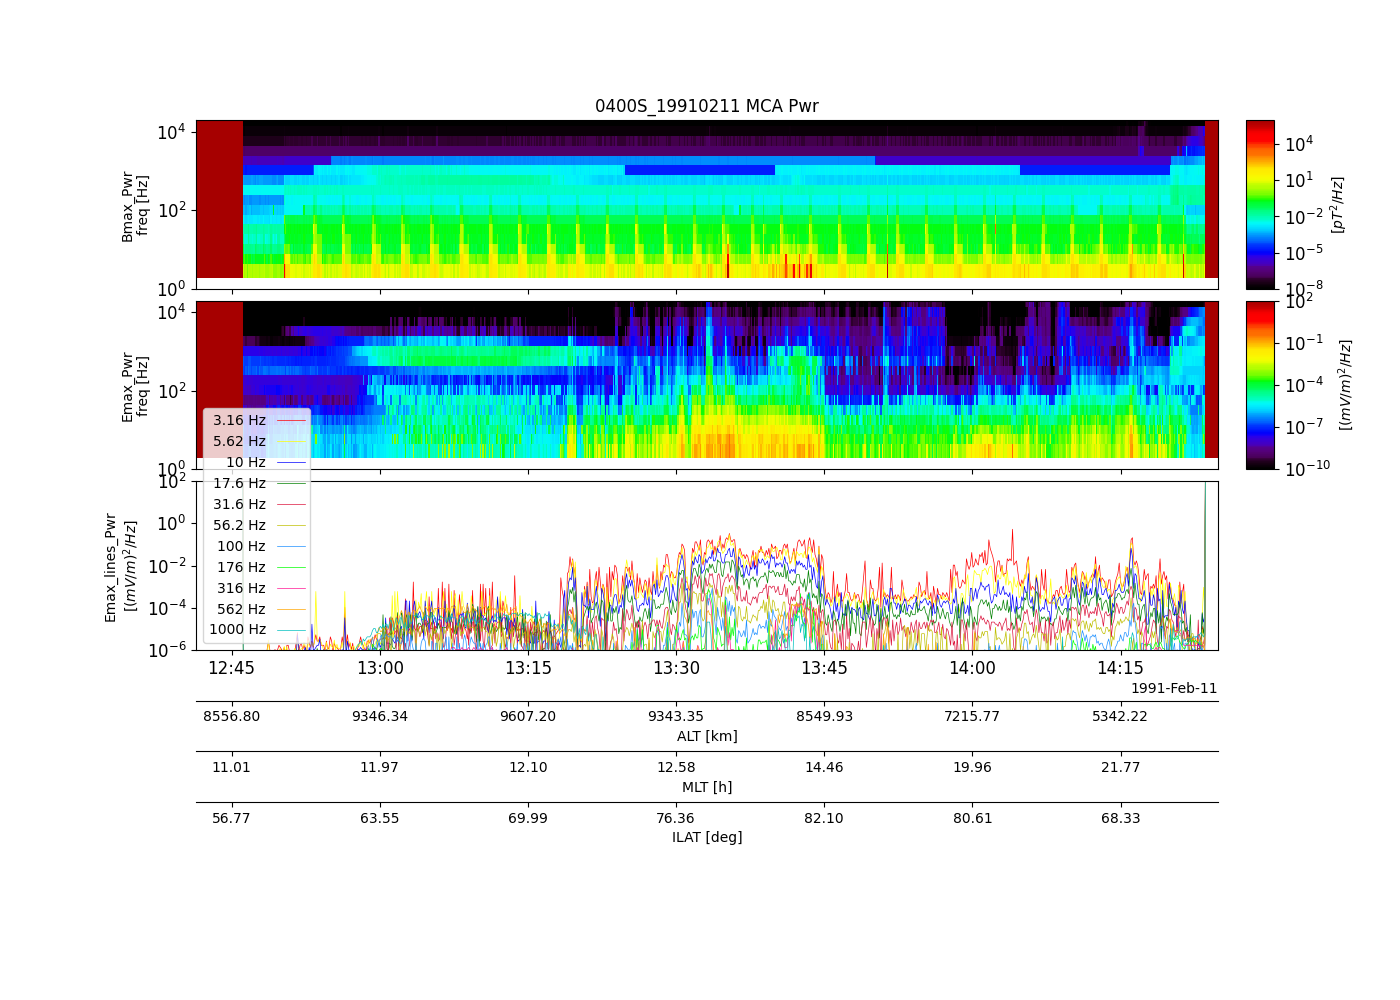 0400S_19910211 MCA Pwr
10^4
10^2
10^0
Bmax_Pwr
freq [Hz]
10^4
10^1
10^-2
10^-5
10^-8
[pT^2/Hz]
10^4
10^2
10^0
Emax_Pwr
freq [Hz]
10^2
10^-1
10^-4
10^-7
10^-10
[(mV/m)^2/Hz]
10^2
10^0
10^-2
10^-4
10^-6
Emax_lines_Pwr
[(mV/m)^2/Hz]
3.16 Hz
5.62 Hz
10 Hz
17.6 Hz
31.6 Hz
56.2 Hz
100 Hz
176 Hz
316 Hz
562 Hz
1000 Hz
12:45 13:00 13:15 13:30 13:45 14:00 14:15
1991-Feb-11
8556.80 9346.34 9607.20 9343.35 8549.93 7215.77 5342.22
ALT [km]
11.01 11.97 12.10 12.58 14.46 19.96 21.77
MLT [h]
56.77 63.55 69.99 76.36 82.10 80.61 68.33
ILAT [deg]